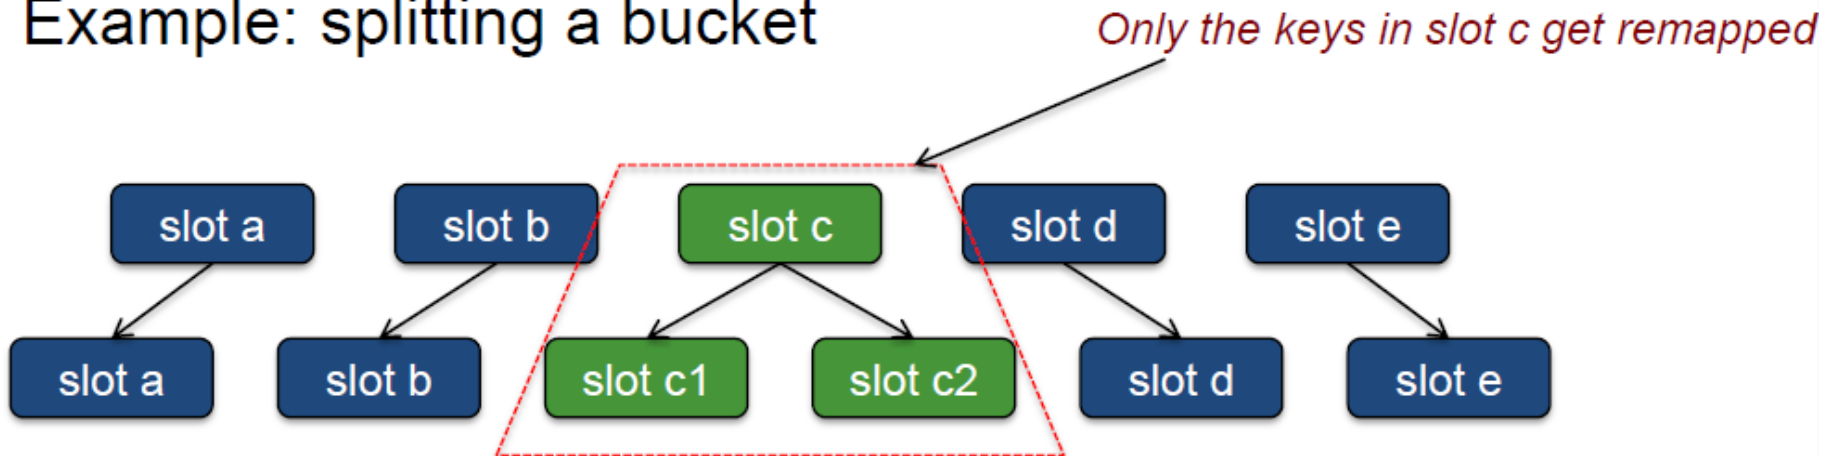 Example: splitting a bucket
Only the keys in slot c get remapped
slot a slot b slot c slot d slot e
slot a slot b slot c1 slot c2 slot d slot e